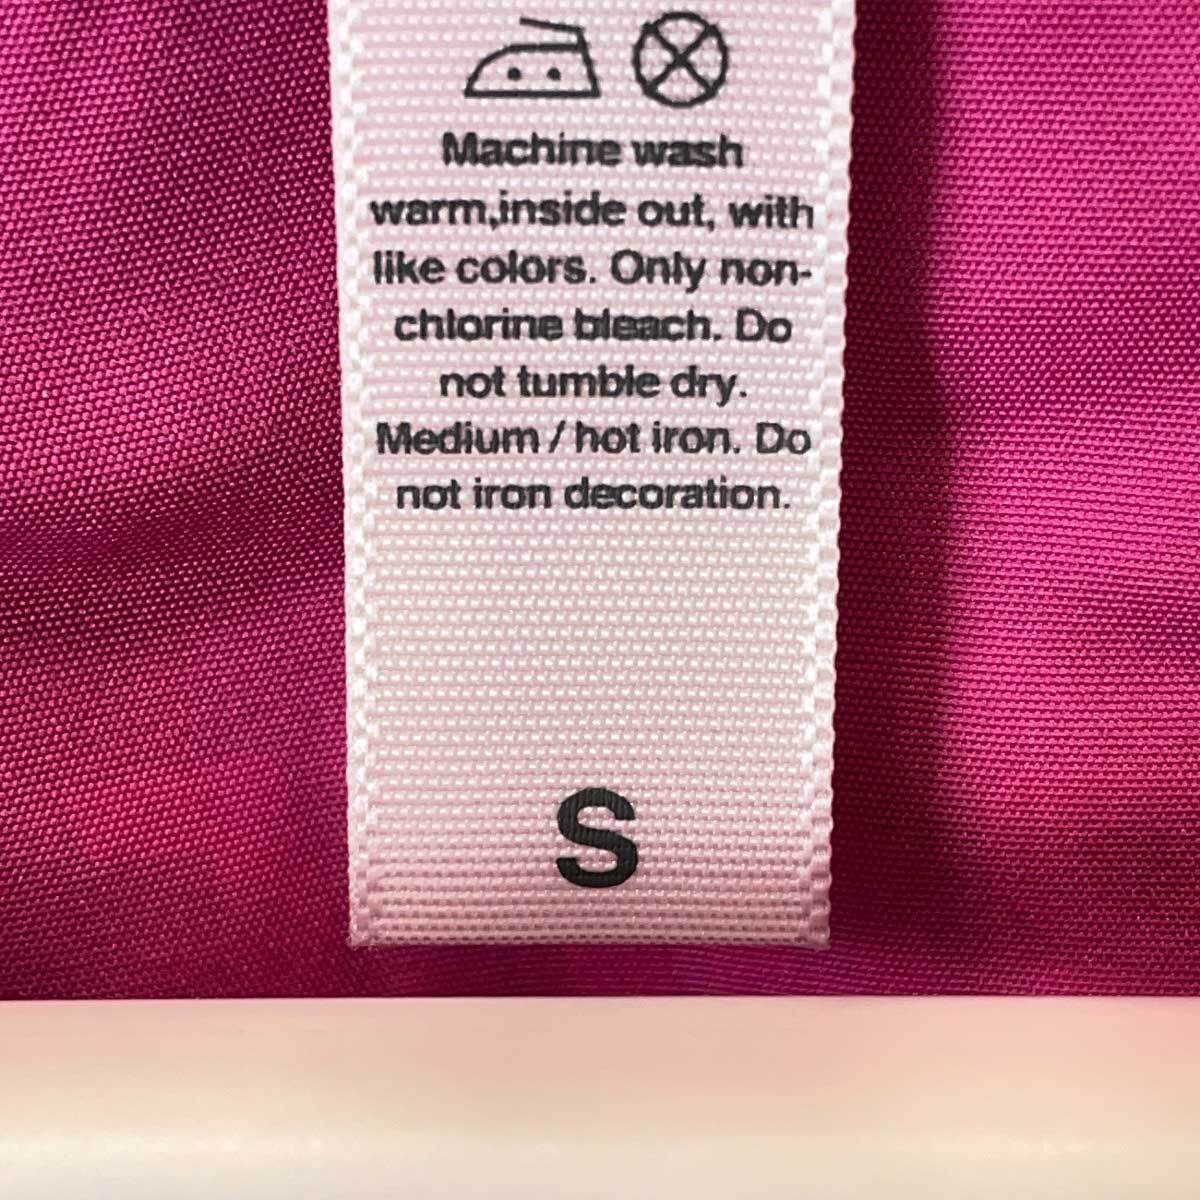 Machine wash
warm,inside out, with
like colors. Only non-
chlorine bleach. Do
not tumble dry.
Medium / hot iron. Do
not iron decoration.
S